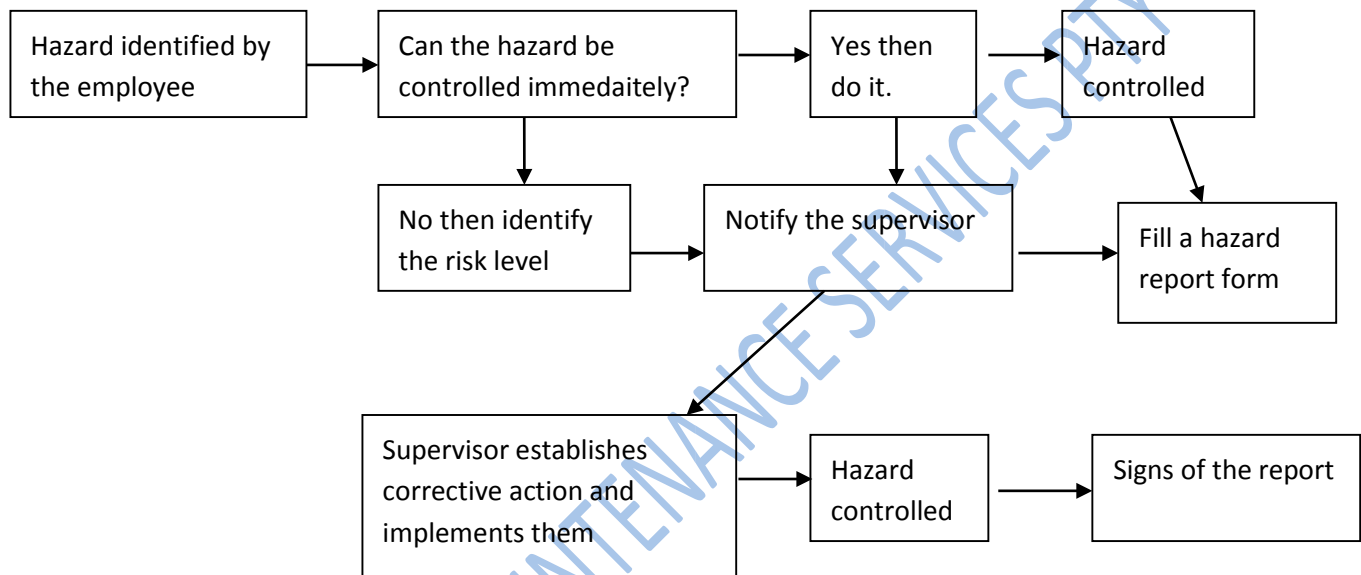 Hazard identified by
the employee
Can the hazard be
controlled immedaitely?
Yes then
do it.
Hazard
controlled
No then identify
the risk level
Notify the supervisor
Fill a hazard
report form
Supervisor establishes
corrective action and
implements them
Hazard
controlled
Signs of the report
SERVICES PTY